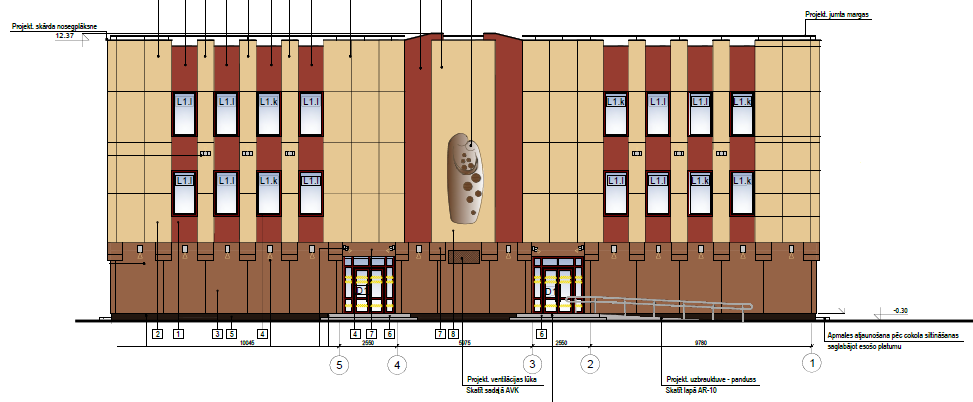 Projekt. jumta margas
Projekt. skārda nosegplāksne
12.37
L1.l L1.l L1.k L1.l L1.k L1.l L1.l L1.k
L1.l L1.l L1.k L1.l L1.k L1.l L1.l L1.k
D1 D1
-0,30
2 1 3 5 4 4 7 6 7 8 6
Apmales atjaunošana pēc cokola siltināšanas
saglabājot esošo platumu
10045 2550 5975 2550 9780
5 4 3 2 1
Projekt. ventilācijas lūka
Skatīt sadaļā AVK
Projekt. uzbrauktuve - panduss
Skatīt lapā AR-10